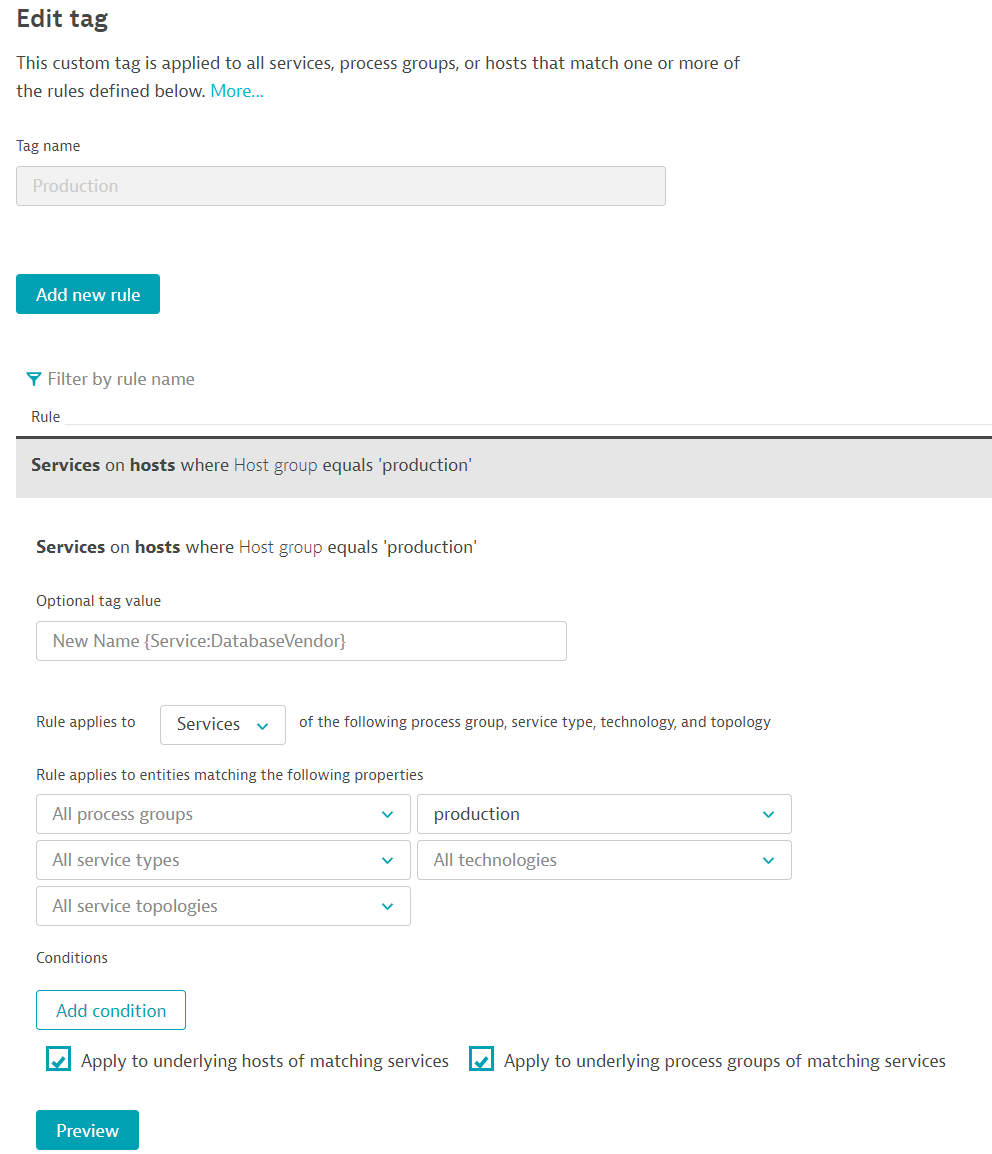 Edit tag
This custom tag is applied to all services, process groups, or hosts that match one or more of
the rules defined below. More...
Tag name
Production
Add new rule
Filter by rule name
Rule
Services on hosts where Host group equals 'production'
Services on hosts where Host group equals 'production'
Optional tag value
New Name {Service:DatabaseVendor}
Rule applies to Services of the following process group, service type, technology, and topology
Rule applies to entities matching the following properties
All process groups production
All service types All technologies
All service topologies
Conditions
Add condition
Apply to underlying hosts of matching services Apply to underlying process groups of matching services
Preview